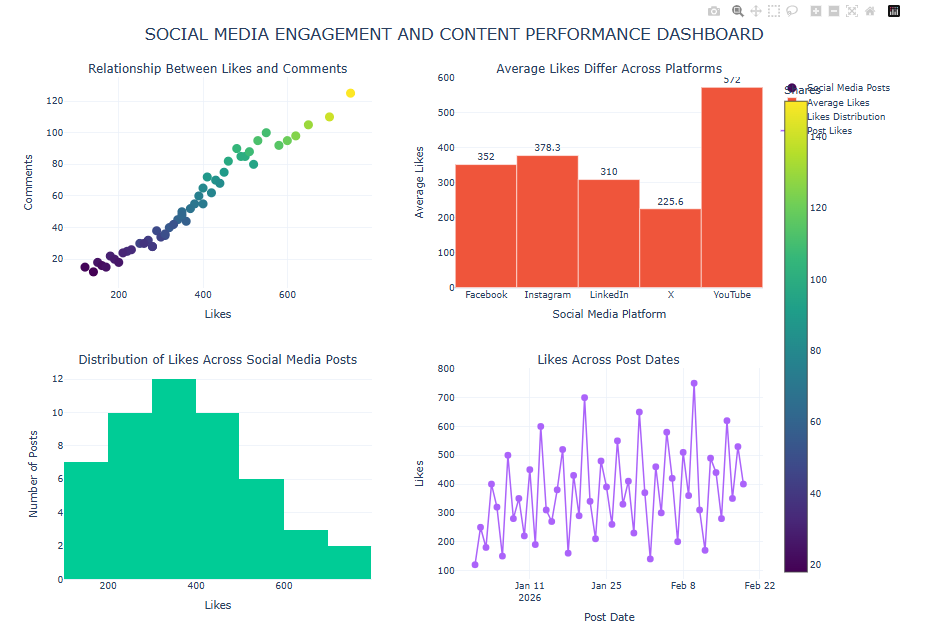 SOCIAL MEDIA ENGAGEMENT AND CONTENT PERFORMANCE DASHBOARD
Relationship Between Likes and Comments
Comments
120
100
80
60
40
20
200
400
600
Likes
Average Likes Differ Across Platforms
Average Likes
600
500
400
300
200
100
0
352
378.3
310
225.6
572
Facebook
Instagram
LinkedIn
X
YouTube
Social Media Platform
Shares
Social Media Posts
Average Likes
Likes Distribution
Post Likes
140
120
100
80
60
40
20
Distribution of Likes Across Social Media Posts
Number of Posts
12
10
8
6
4
2
0
200
400
600
Likes
Likes Across Post Dates
Likes
800
700
600
500
400
300
200
100
Jan 11
2026
Jan 25
Feb 8
Feb 22
Post Date